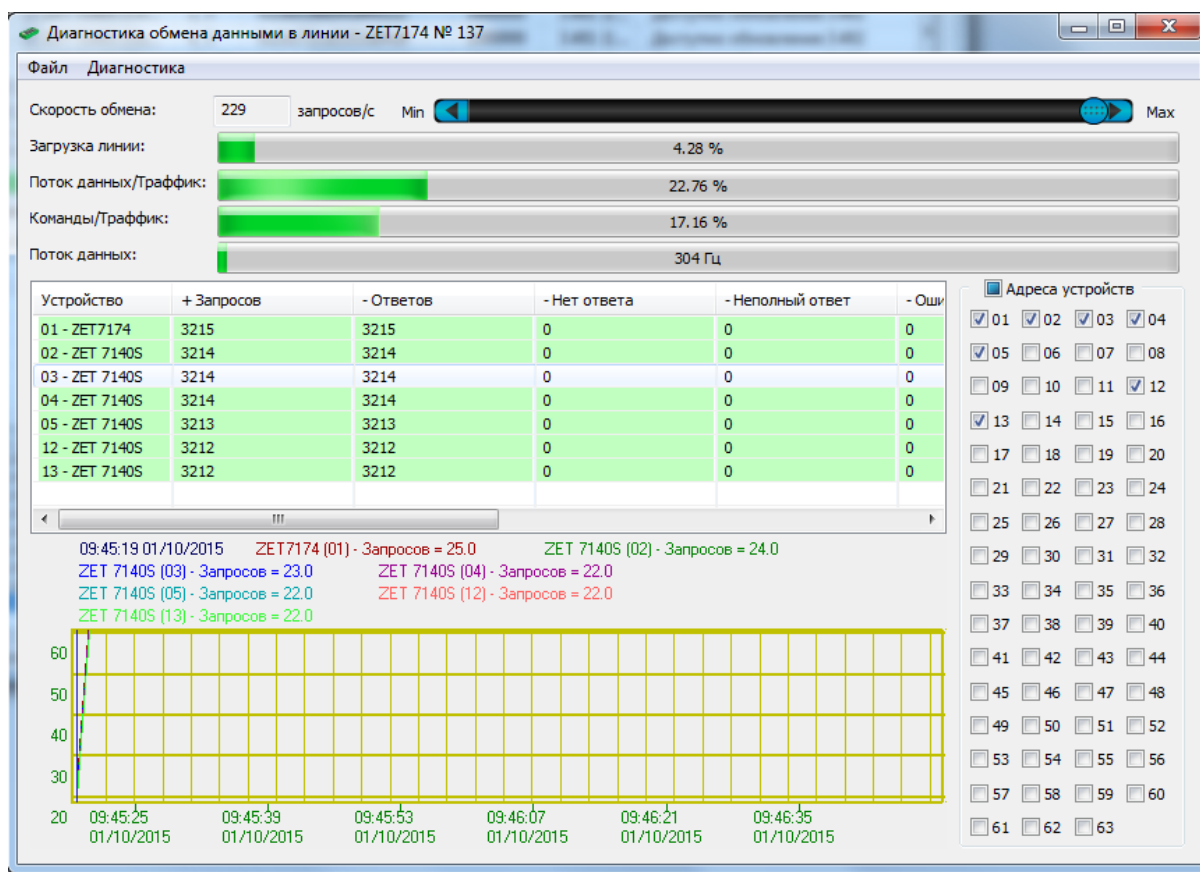 Диагностика обмена данными в линии - ZET7174 № 137
Файл Диагностика
Скорость обмена: 229 запросов/с Min Max
Загрузка линии: 4.28 %
Поток данных/Траффик: 22.76 %
Команды/Траффик: 17.16 %
Поток данных: 304 Гц
Устройство + Запросов - Ответов - Нет ответа - Неполный ответ - Оши
01 - ZET7174 3215 3215 0 0 0
02 - ZET 7140S 3214 3214 0 0 0
03 - ZET 7140S 3214 3214 0 0 0
04 - ZET 7140S 3214 3214 0 0 0
05 - ZET 7140S 3213 3213 0 0 0
12 - ZET 7140S 3212 3212 0 0 0
13 - ZET 7140S 3212 3212 0 0 0
Адреса устройств
01 02 03 04
05 06 07 08
09 10 11 12
13 14 15 16
17 18 19 20
21 22 23 24
25 26 27 28
29 30 31 32
33 34 35 36
37 38 39 40
41 42 43 44
45 46 47 48
49 50 51 52
53 54 55 56
57 58 59 60
61 62 63
09:45:19 01/10/2015 ZET7174 (01) - Запросов = 25.0 ZET 7140S (02) - Запросов = 24.0
ZET 7140S (03) - Запросов = 23.0 ZET 7140S (04) - Запросов = 22.0
ZET 7140S (05) - Запросов = 22.0 ZET 7140S (12) - Запросов = 22.0
ZET 7140S (13) - Запросов = 22.0
60
50
40
30
20 09:45:25 09:45:39 09:45:53 09:46:07 09:46:21 09:46:35
01/10/2015 01/10/2015 01/10/2015 01/10/2015 01/10/2015 01/10/2015